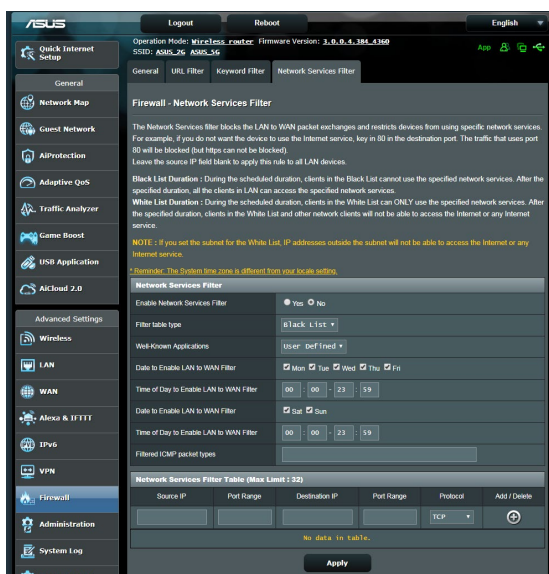 ASUS
Logout
Reboot
English
Quick Internet Setup
Operation Mode: Wireless router Firmware Version: 3.0.0.4.384_4360
SSID: ASUS_2G ASUS_5G
App
General
URL Filter
Keyword Filter
Network Services Filter
General
Network Map
Guest Network
AiProtection
Adaptive QoS
Traffic Analyzer
Game Boost
USB Application
AiCloud 2.0
Advanced Settings
Wireless
LAN
WAN
Alexa & IFTTT
IPv6
VPN
Firewall
Administration
System Log
Firewall - Network Services Filter
The Network Services filter blocks the LAN to WAN packet exchanges and restricts devices from using specific network services.
For example, if you do not want the device to use the Internet service, key in 80 in the destination port. The traffic that uses port
80 will be blocked (but https can not be blocked).
Leave the source IP field blank to apply this rule to all LAN devices.
Black List Duration : During the scheduled duration, clients in the Black List cannot use the specified network services. After the
specified duration, all the clients in LAN can access the specified network services.
White List Duration : During the scheduled duration, clients in the White List can ONLY use the specified network services. After
the specified duration, clients in the White List and other network clients will not be able to access the Internet or any Internet
service.
NOTE : If you set the subnet for the White List, IP addresses outside the subnet will not be able to access the Internet or any
Internet service.
* Reminder: The System time zone is different from your locale setting.
Network Services Filter
Enable Network Services Filter
Yes No
Filter table type
Black List
Well-Known Applications
User Defined
Date to Enable LAN to WAN Filter
Mon Tue Wed Thu Fri
Time of Day to Enable LAN to WAN Filter
00 : 00 - 23 : 59
Date to Enable LAN to WAN Filter
Sat Sun
Time of Day to Enable LAN to WAN Filter
00 : 00 - 23 : 59
Filtered ICMP packet types
Network Services Filter Table (Max Limit : 32)
Source IP
Port Range
Destination IP
Port Range
Protocol
Add / Delete
TCP
No data in table.
Apply